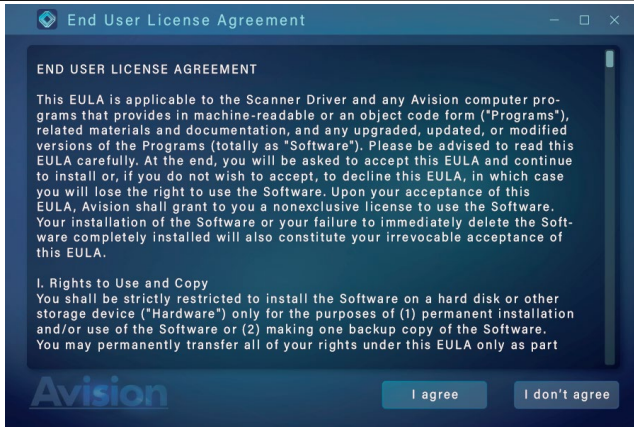 End User License Agreement
END USER LICENSE AGREEMENT
This EULA is applicable to the Scanner Driver and any Avision computer pro-
grams that provides in machine-readable or an object code form ("Programs"),
related materials and documentation, and any upgraded, updated, or modified
versions of the Programs (totally as "Software"). Please be advised to read this
EULA carefully. At the end, you will be asked to accept this EULA and continue
to install or, if you do not wish to accept, to decline this EULA, in which case
you will lose the right to use the Software. Upon your acceptance of this
EULA, Avision shall grant to you a nonexclusive license to use the Software.
Your installation of the Software or your failure to immediately delete the Soft-
ware completely installed will also constitute your irrevocable acceptance of
this EULA.
I. Rights to Use and Copy
You shall be strictly restricted to install the Software on a hard disk or other
storage device ("Hardware") only for the purposes of (1) permanent installation
and/or use of the Software or (2) making one backup copy of the Software.
You may permanently transfer all of your rights under this EULA only as part
Avision
I agree
I don't agree